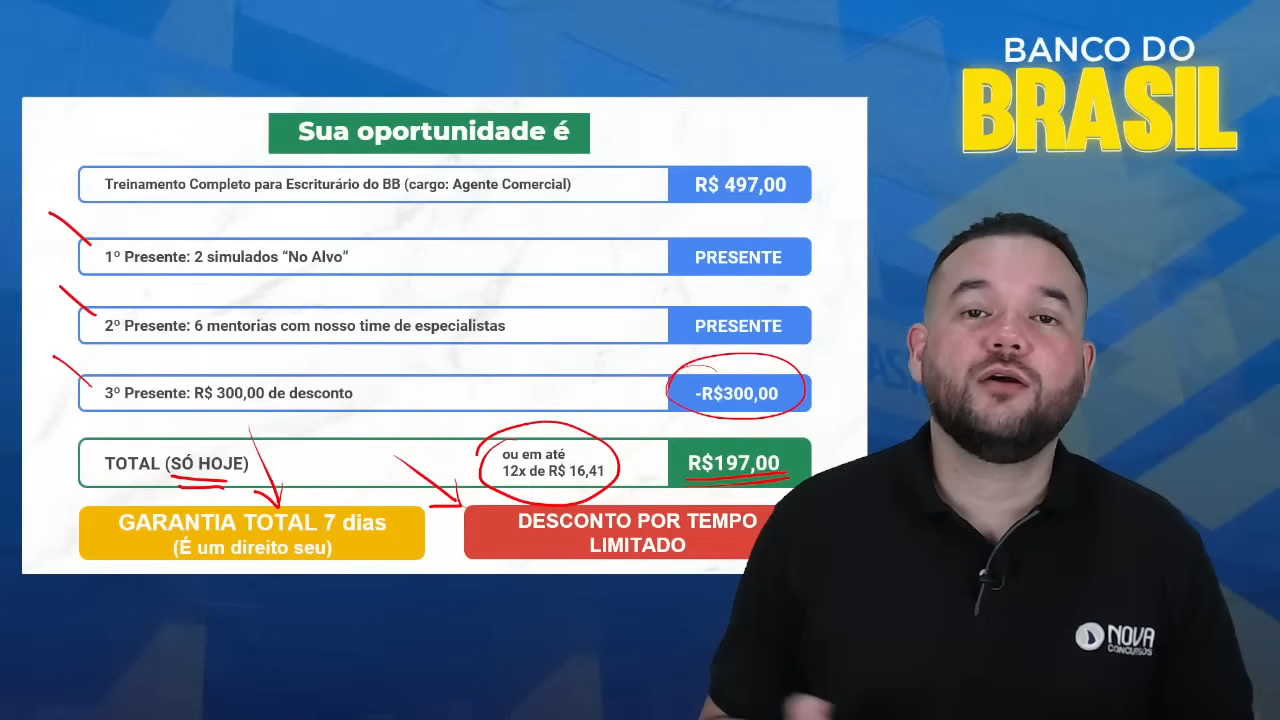 BANCO DO
BRASIL
Sua oportunidade é
Treinamento Completo para Escriturário do BB (cargo: Agente Comercial)
R$ 497,00
1º Presente: 2 simulados “No Alvo”
PRESENTE
2º Presente: 6 mentorias com nosso time de especialistas
PRESENTE
3º Presente: R$ 300,00 de desconto
-R$300,00
TOTAL (SÓ HOJE)
ou em até
12x de R$ 16,41
R$197,00
GARANTIA TOTAL 7 dias
(É um direito seu)
DESCONTO POR TEMPO
LIMITADO
NOVA
CONCURSOS